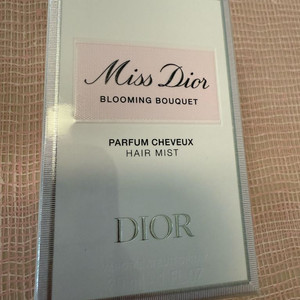 Miss Dior
BLOOMING BOUQUET
PARFUM CHEVEUX
HAIR MIST
DIOR